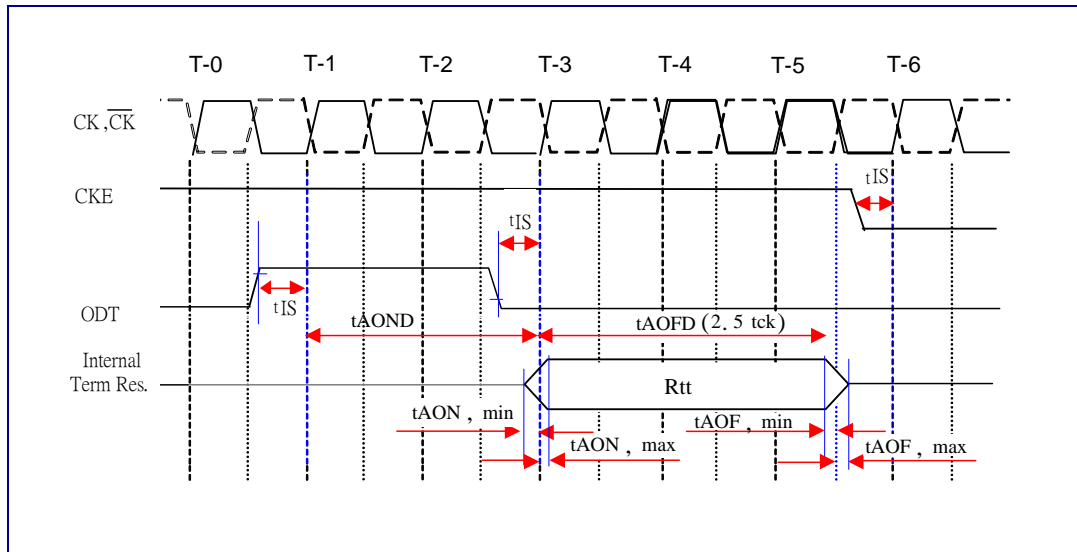 T-0 T-1 T-2 T-3 T-4 T-5 T-6
CK ,CK
CKE
tIS
tIS
ODT
tIS
tAOND
tAOFD (2. 5 tck)
Internal
Term Res.
Rtt
tAON , min
tAOF , min
tAON , max
tAOF , max